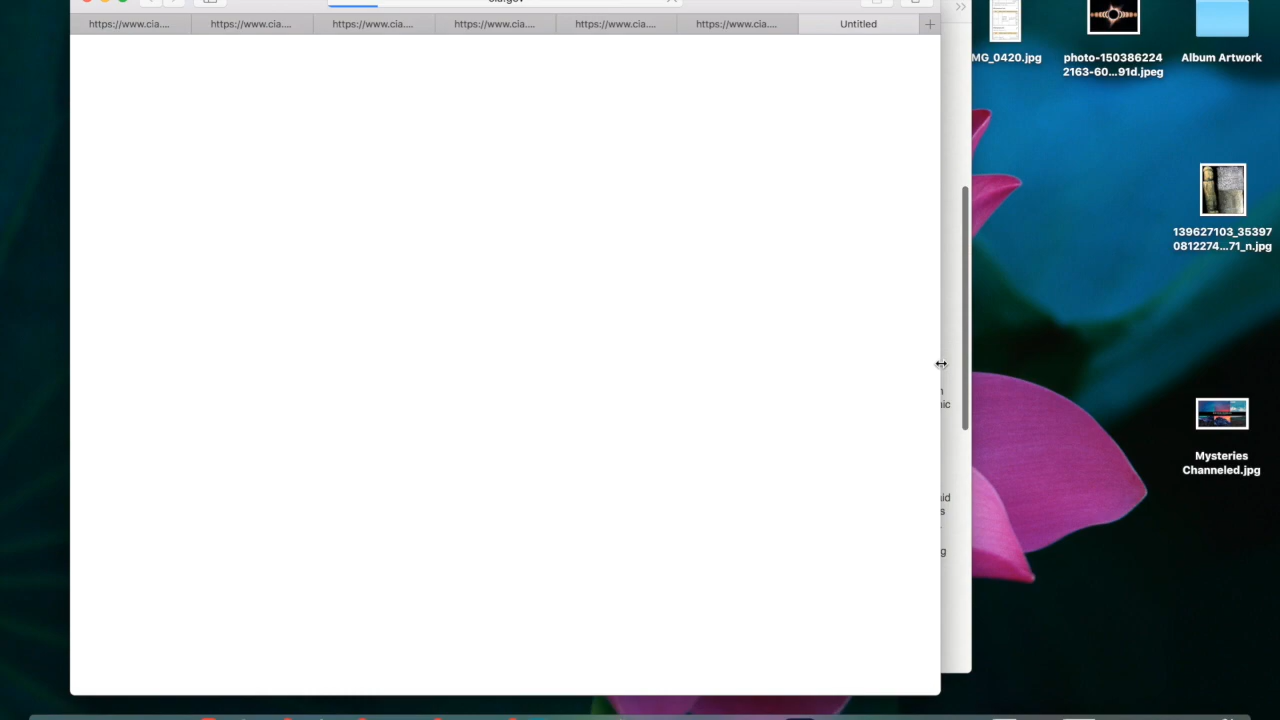 https://www.cia.... https://www.cia.... https://www.cia.... https://www.cia.... https://www.cia.... https://www.cia.... Untitled
MG_0420.jpg
photo-150386224
2163-60...91d.jpeg
Album Artwork
139627103_35397
0812274...71_n.jpg
nic
Mysteries
Channeled.jpg
s
g